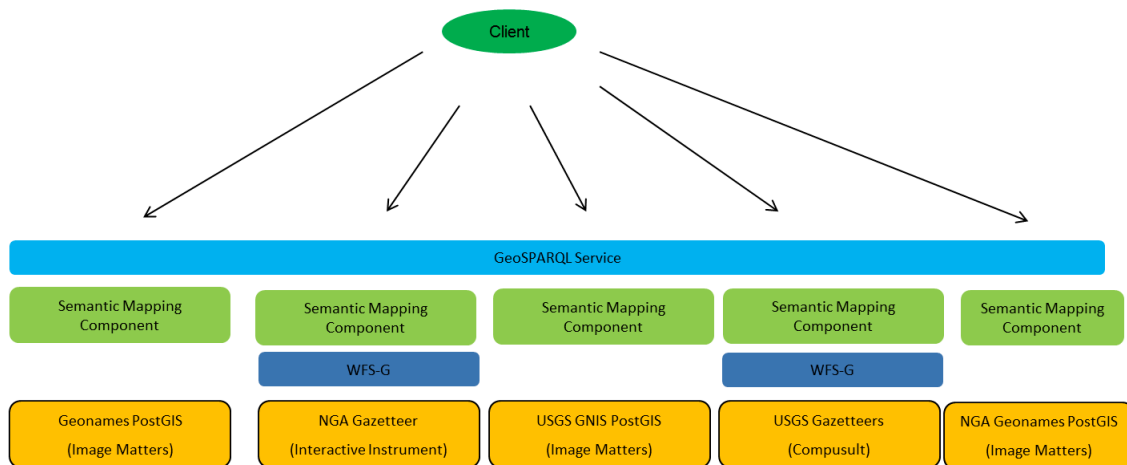 Client
GeoSPARQL Service
Semantic Mapping
Component
Semantic Mapping
Component
Semantic Mapping
Component
Semantic Mapping
Component
Semantic Mapping
Component
WFS-G
WFS-G
Geonames PostGIS
(Image Matters)
NGA Gazetteer
(Interactive Instrument)
USGS GNIS PostGIS
(Image Matters)
USGS Gazetteers
(Compusult)
NGA Geonames PostGIS
(Image Matters)